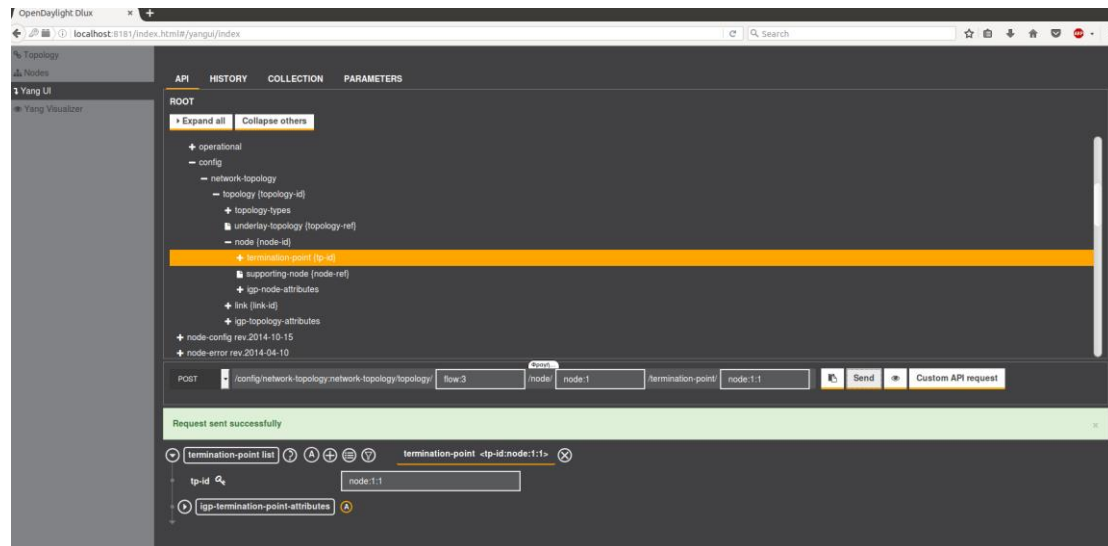 OpenDaylight Dlux
localhost:8181/index.html#/yangui/index
Search
Topology
Nodes
Yang UI
Yang Visualizer
API HISTORY COLLECTION PARAMETERS
ROOT
Expand all Collapse others
operational
config
network-topology
topology {topology-id}
topology-types
underlay-topology {topology-ref}
node {node-id}
termination-point {tp-id}
supporting-node {node-ref}
igp-node-attributes
link {link-id}
igp-topology-attributes
node-config rev.2014-10-15
node-error rev.2014-04-10
POST /config/network-topology:network-topology/topology/ flow:3 /node/ node:1 /termination-point/ node:1:1 Send Custom API request
Request sent successfully
termination-point list ? A termination-point <tp-id:node:1:1>
tp-id node:1:1
igp-termination-point-attributes A